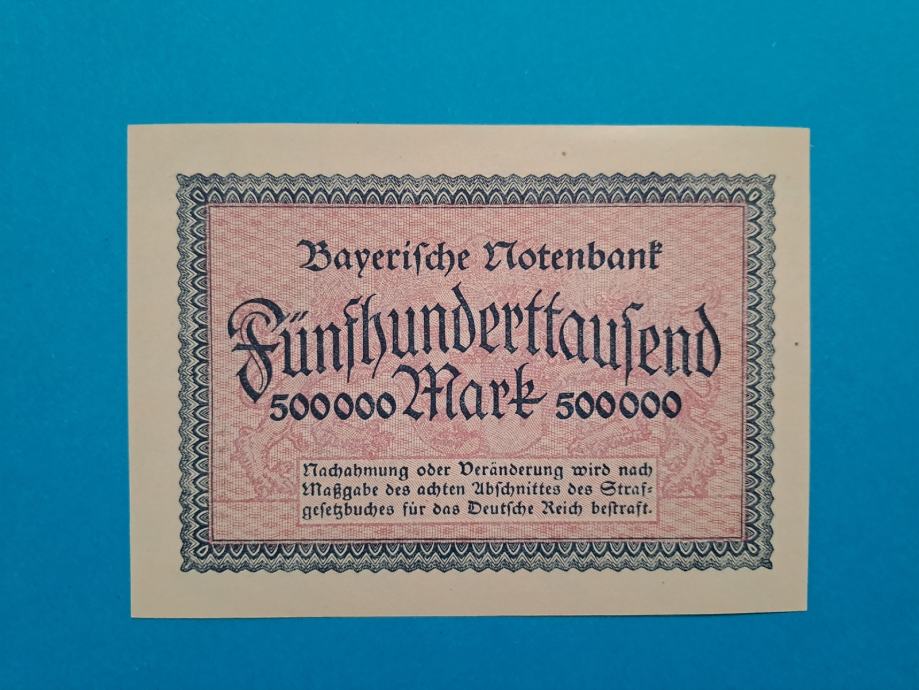 Bayerische Notenbank
Fünfhunderttausend
500000 Mark 500000
Nachahmung oder Veränderung wird nach
Maßgabe des achten Abschnittes des Straf=
gesetzbuches für das Deutsche Reich bestraft.